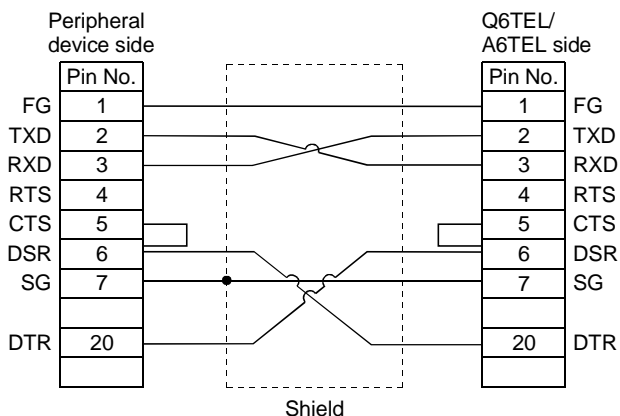 Peripheral
device side
Q6TEL/
A6TEL side
Pin No. Pin No.
FG 1 1 FG
TXD 2 2 TXD
RXD 3 3 RXD
RTS 4 4 RTS
CTS 5 5 CTS
DSR 6 6 DSR
SG 7 7 SG
DTR 20 20 DTR
Shield